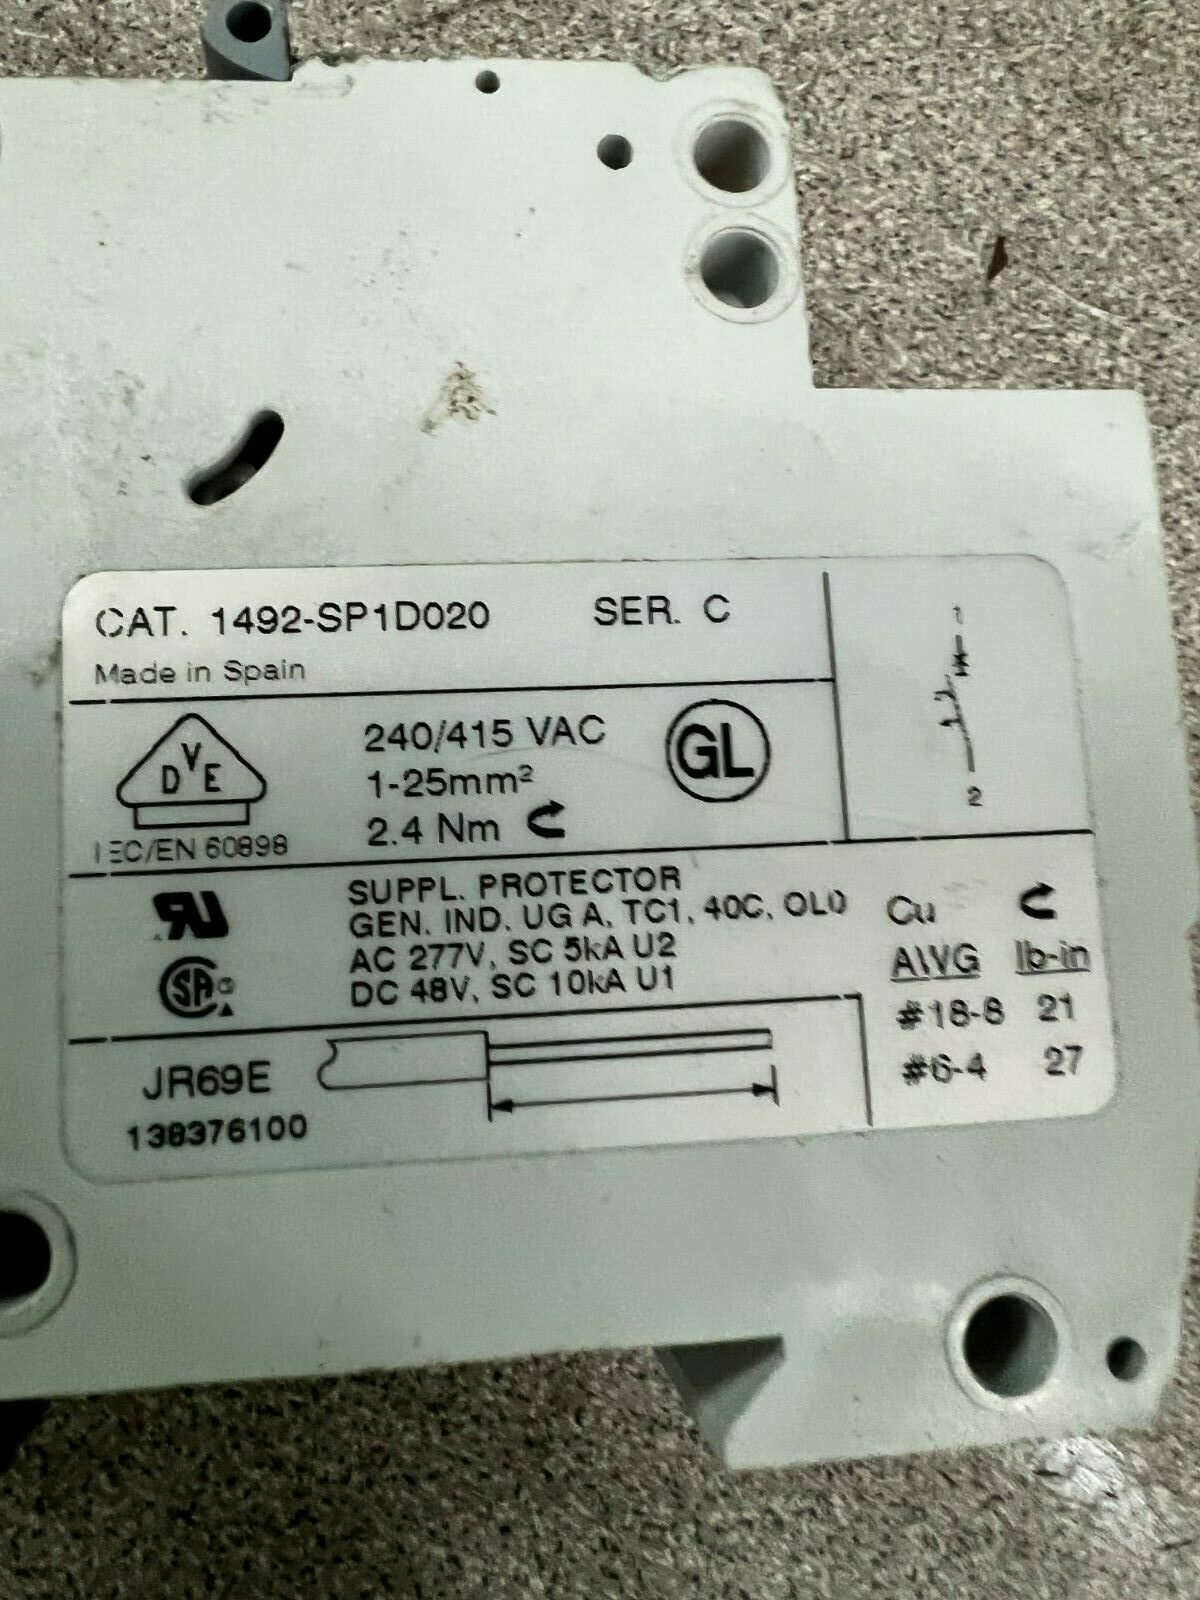 CAT. 1492-SP1D020 SER. C
Made in Spain
1
2
D V E
IEC/EN 60898
240/415 VAC
1-25mm²
2.4 Nm
GL
RU
SA
SUPPL. PROTECTOR
GEN. IND. UG A, TC1, 40C, OL0
AC 277V, SC 5kA U2
DC 48V, SC 10kA U1
Cu
AWG lb-in
#18-8 21
#6-4 27
JR69E
138376100